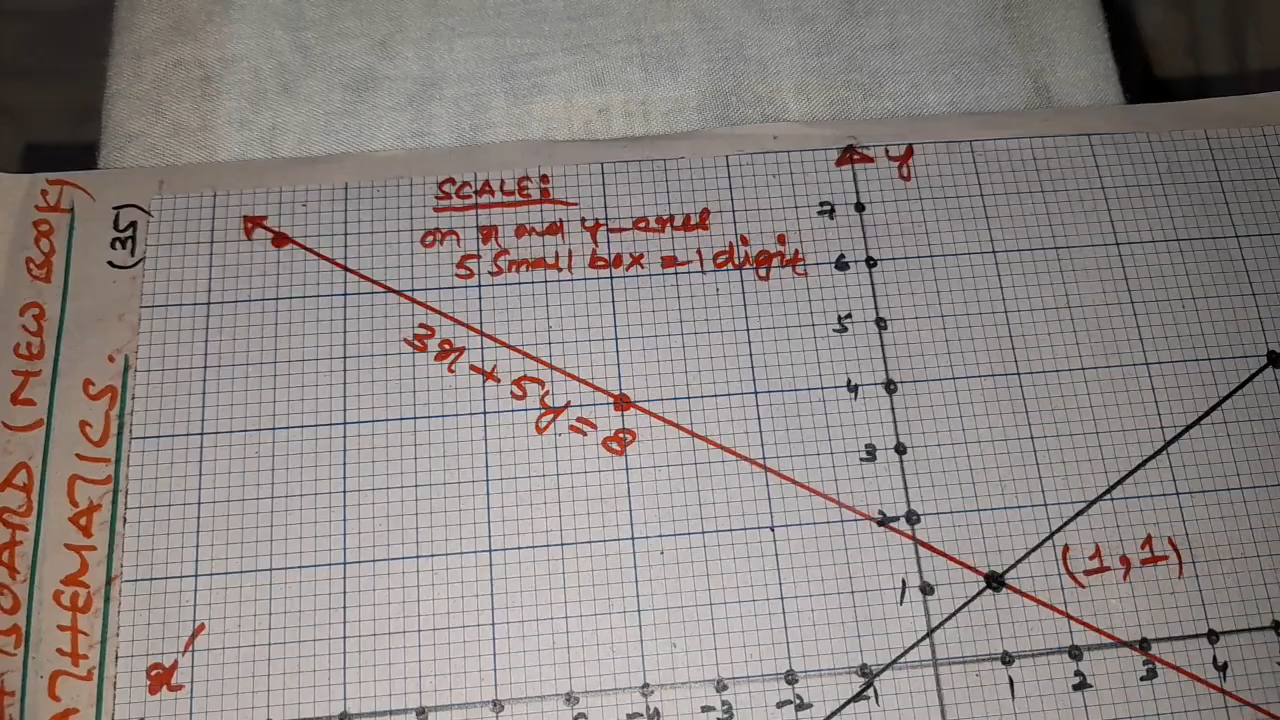 BOARD (NEW BOOK)
MATHEMATICS.
(35)
SCALE:
on x and y-axes
5 Small box = 1 digit
y
7
6
5
4
3
2
1
3x + 5y = 8
(1,1)
x'
-4 -3 -2 -1 1 2 3 4